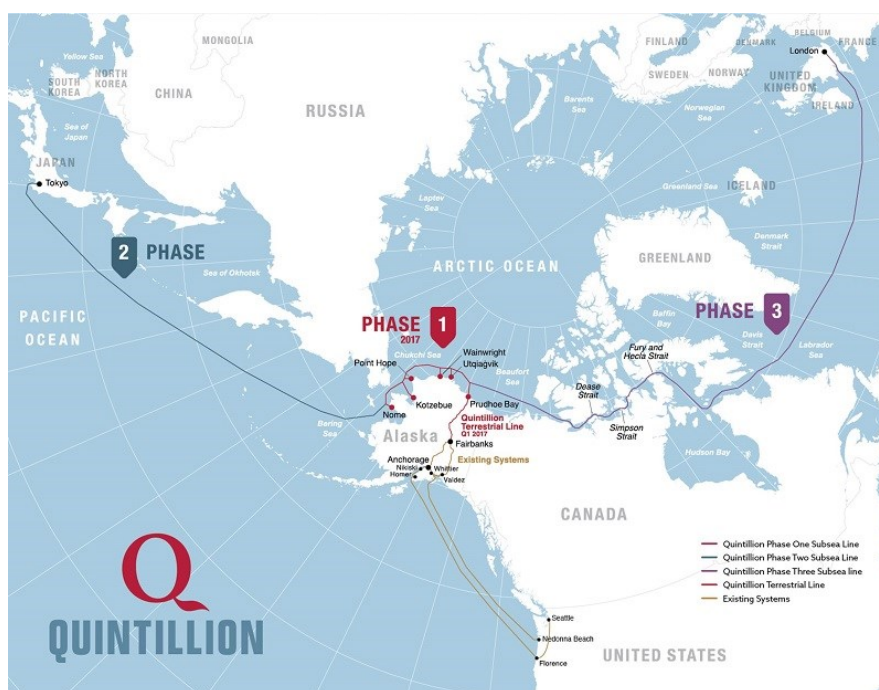 MONGOLIA
FINLAND
DENMARK
BELGIUM
FRANCE
London
Yellow Sea
NORTH
KOREA
SOUTH
KOREA
CHINA
SWEDEN
NORWAY
UNITED
KINGDOM
IRELAND
RUSSIA
Barents
Sea
Norwegian
Sea
Sea of
Japan
JAPAN
Tokyo
Laptev
Sea
Greenland Sea
ICELAND
2 PHASE
Sea of Okhotsk
ARCTIC OCEAN
GREENLAND
Denmark
Strait
PACIFIC
OCEAN
PHASE 1
2017
PHASE 3
Baffin
Bay
Davis
Strait
Labrador
Sea
Chukchi Sea
Wainwright
Utqiaġvik
Point Hope
Beaufort
Sea
Fury and
Hecla Strait
Dease
Strait
Simpson
Strait
Kotzebue
Prudhoe Bay
Nome
Bering
Sea
Quintillion
Terrestrial Line
Q1 2017
Alaska
Fairbanks
Hudson Bay
Existing Systems
Anchorage
Nikiski
Whittier
Homer
Valdez
CANADA
Quintillion Phase One Subsea Line
Quintillion Phase Two Subsea Line
Quintillion Phase Three Subsea line
Quintillion Terrestrial Line
Existing Systems
Q
QUINTILLION
Seattle
Nedonna Beach
Florence
UNITED STATES